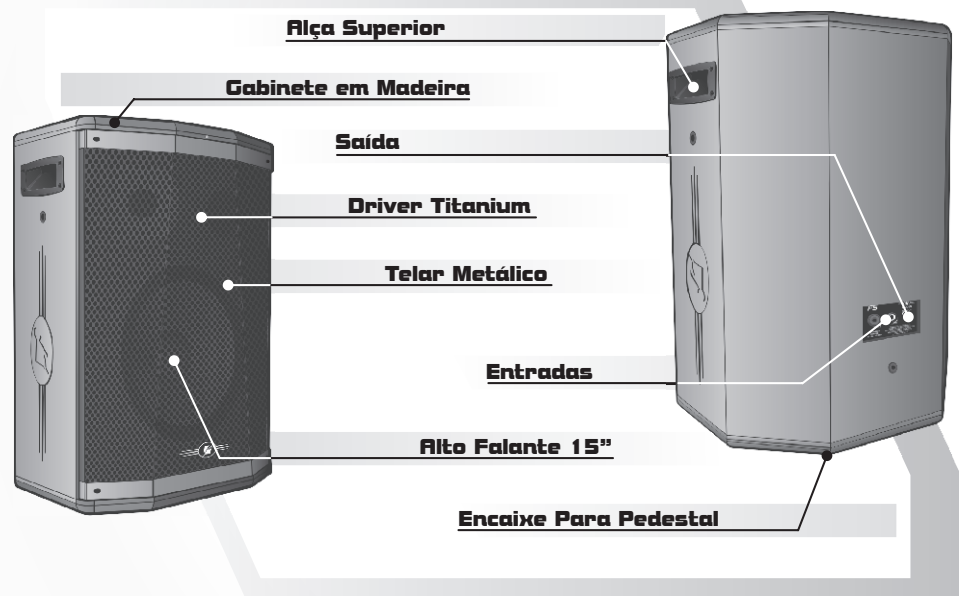 Alça Superior
Gabinete em Madeira
Saída
Driver Titanium
Telar Metálico
Entradas
Alto Falante 15”
Encaixe Para Pedestal